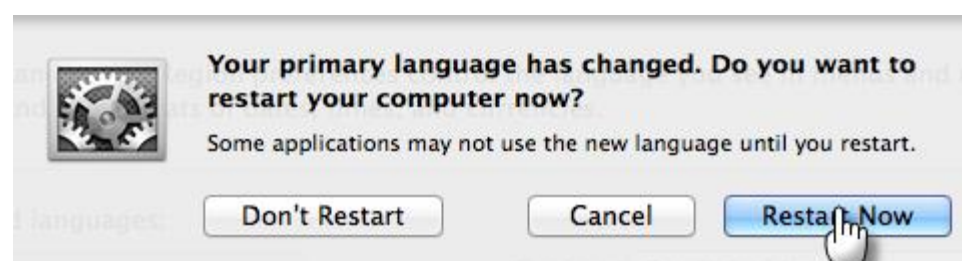 Your primary language has changed. Do you want to
restart your computer now?
Some applications may not use the new language until you restart.
Don't Restart
Cancel
Restart Now
languages: